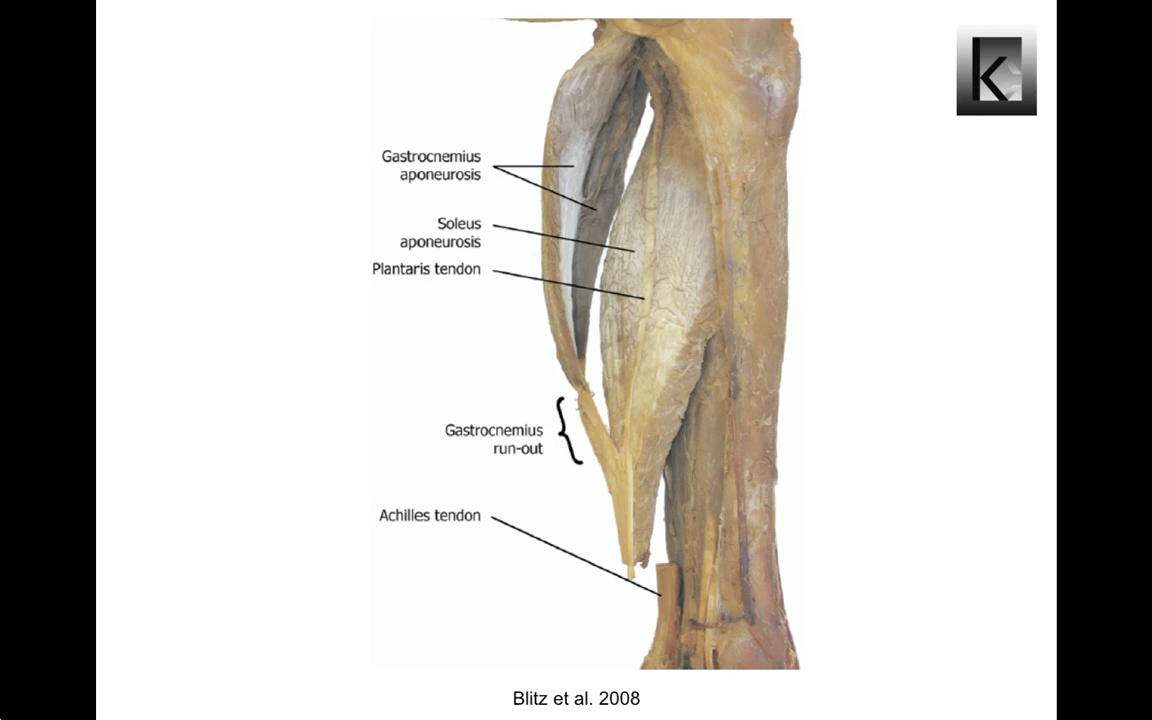 Gastrocnemius
aponeurosis
Soleus
aponeurosis
Plantaris tendon
Gastrocnemius
run-out
Achilles tendon
Blitz et al. 2008
K